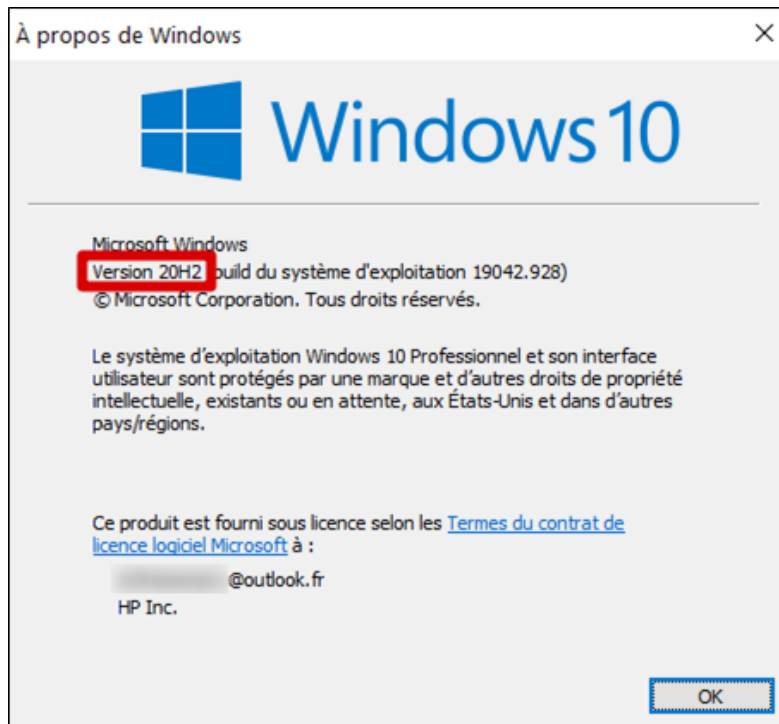 À propos de Windows
Windows 10
Microsoft Windows
Version 20H2 build du système d'exploitation 19042.928)
© Microsoft Corporation. Tous droits réservés.
Le système d’exploitation Windows 10 Professionnel et son interface
utilisateur sont protégés par une marque et d’autres droits de propriété
intellectuelle, existants ou en attente, aux États-Unis et dans d’autres
pays/régions.
Ce produit est fourni sous licence selon les Termes du contrat de
licence logiciel Microsoft à :
@outlook.fr
HP Inc.
OK